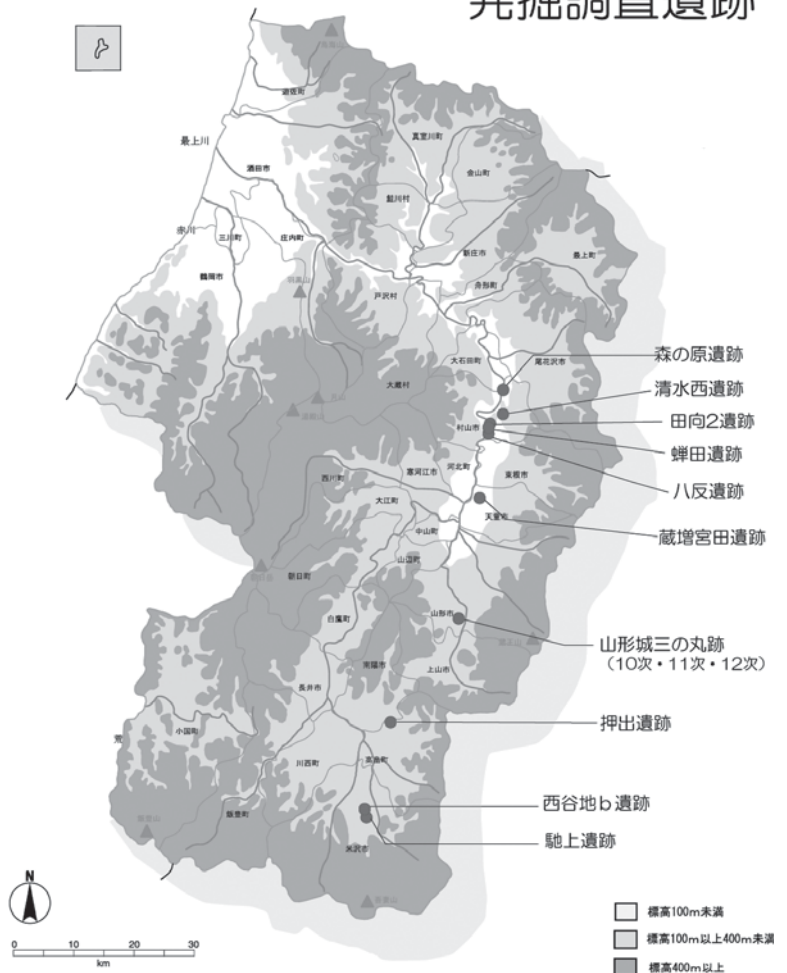 発掘調査遺跡
遊佐町
真室川町
最上川
酒田市
金山町
鮭川村
赤川
三川町
庄内町
新庄市
最上町
鶴岡市
羽黒山
舟形町
戸沢村
森の原遺跡
大石田町
尾花沢市
大蔵村
清水西遺跡
月山
田向2遺跡
村山市
蝉田遺跡
河北町
寒河江市
東根市
西川町
八反遺跡
大江町
天童市
中山町
蔵増宮田遺跡
山辺町
朝日町
白鷹町
山形市
山形城三の丸跡
(10次・11次・12次)
南陽市
上山市
長井市
押出遺跡
小国町
荒
川西町
高畠町
西谷地b遺跡
飯豊町
馳上遺跡
米沢市
N
標高100m未満
0 10 20 30
標高100m以上400m未満
km
標高400m以上